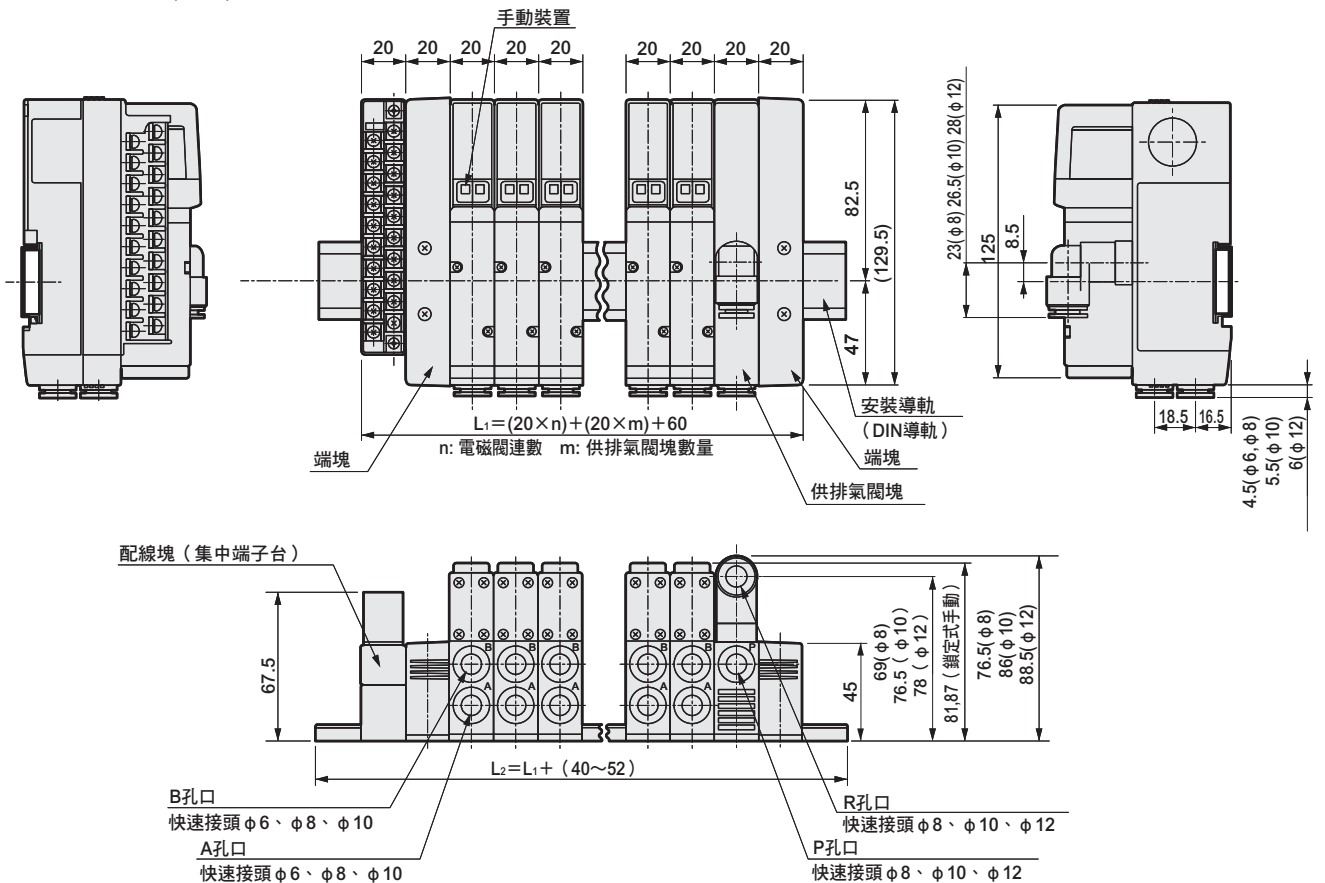 手動裝置
20 20 20 20 20 20 20 20 20
82.5
(129.5)
47
23(φ8) 26.5(φ10) 28(φ12)
125
8.5
18.5 16.5
4.5(φ6,φ8)
5.5(φ10)
6(φ12)
L₁=(20×n)+(20×m)+60
n: 電磁閥連數 m: 供排氣閥塊數量
安裝導軌
(DIN導軌)
端塊
端塊
供排氣閥塊
配線塊(集中端子台)
67.5
B B B B B P
A A A A A
45
69(φ8)
76.5(φ10)
78(φ12)
81,87(鎖定式手動)
76.5(φ8)
86(φ10)
88.5(φ12)
L₂=L₁+(40~52)
B孔口
快速接頭φ6、φ8、φ10
A孔口
快速接頭φ6、φ8、φ10
R孔口
快速接頭φ8、φ10、φ12
P孔口
快速接頭φ8、φ10、φ12